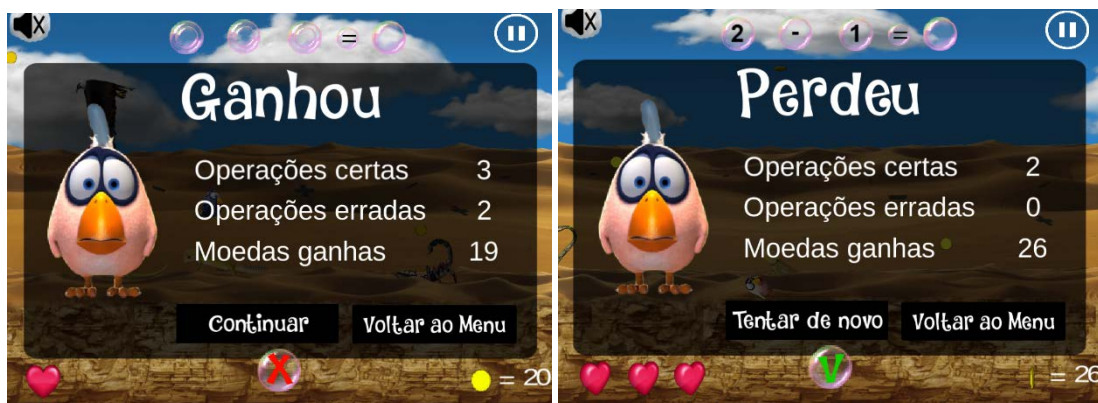 =
Ganhou
Operações certas 3
Operações erradas 2
Moedas ganhas 19
Continuar Voltar ao Menu
X
= 20
2 - 1 =
Perdeu
Operações certas 2
Operações erradas 0
Moedas ganhas 26
Tentar de novo Voltar ao Menu
V
= 26